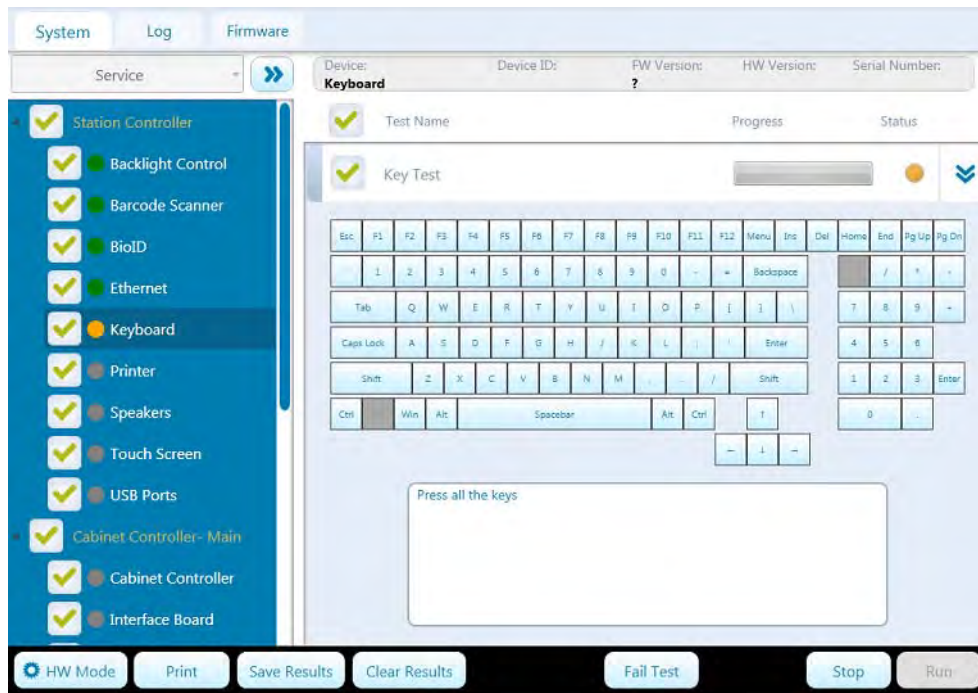 System Log Firmware
Service
Device: Device ID: FW Version: HW Version: Serial Number:
Keyboard ?
Station Controller
Backlight Control
Barcode Scanner
BioID
Ethernet
Keyboard
Printer
Speakers
Touch Screen
USB Ports
Cabinet Controller- Main
Cabinet Controller
Interface Board
Test Name Progress Status
Key Test
Esc F1 F2 F3 F4 F5 F6 F7 F8 F9 F10 F11 F12 Menu Ins Del Home End Pg Up Pg Dn
1 2 3 4 5 6 7 8 9 0 - = Backspace / * -
Tab Q W E R T Y U I O P [ ] \ 7 8 9 +
Caps Lock A S D F G H J K L ; ' Enter 4 5 6
Shift Z X C V B N M , . / Shift 1 2 3 Enter
Ctrl Win Alt Spacebar Alt Ctrl ↑ 0 .
← ↓ →
Press all the keys
HW Mode Print Save Results Clear Results Fail Test Stop Run